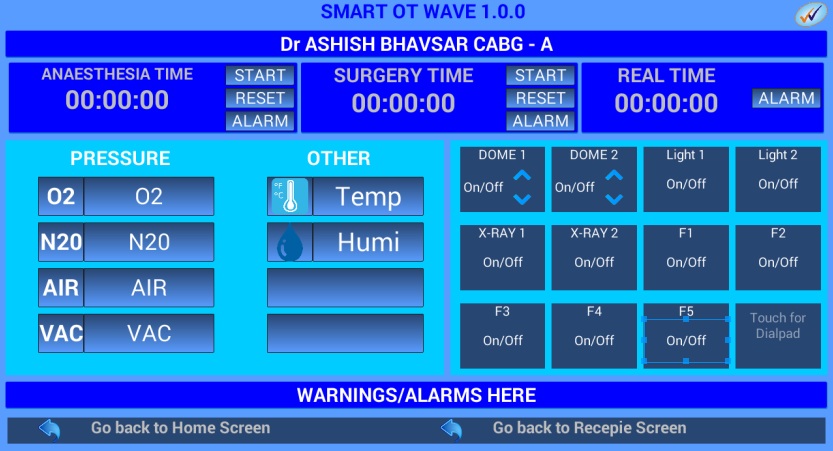 SMART OT WAVE 1.0.0
Dr ASHISH BHAVSAR CABG - A
ANAESTHESIA TIME
00:00:00
START
RESET
ALARM
SURGERY TIME
00:00:00
START
RESET
ALARM
REAL TIME
00:00:00
ALARM
PRESSURE
O2 O2
N20 N20
AIR AIR
VAC VAC
OTHER
°F
°C
Temp
Humi
DOME 1
On/Off
DOME 2
On/Off
Light 1
On/Off
Light 2
On/Off
X-RAY 1
On/Off
X-RAY 2
On/Off
F1
On/Off
F2
On/Off
F3
On/Off
F4
On/Off
F5
On/Off
Touch for
Dialpad
WARNINGS/ALARMS HERE
Go back to Home Screen
Go back to Recepie Screen